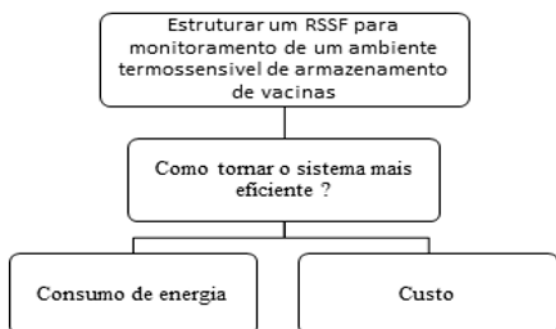 Estruturar um RSSF para
monitoramento de um ambiente
termossensivel de armazenamento
de vacinas
Como tornar o sistema mais
eficiente ?
Consumo de energia
Custo